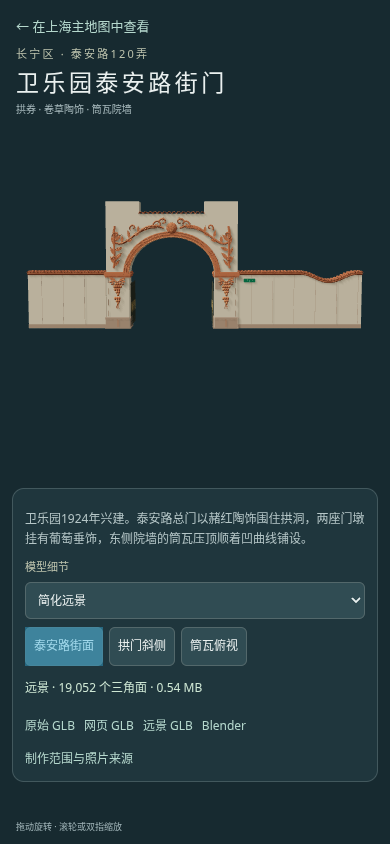 ← 在上海主地图中查看
长宁区 · 泰安路120弄
卫乐园泰安路街门
拱券 · 卷草陶饰 · 筒瓦院墙
卫乐园1924年兴建。泰安路总门以赭红陶饰围住拱洞，两座门墩
挂有葡萄垂饰，东侧院墙的筒瓦压顶顺着凹曲线铺设。
模型细节
简化远景
泰安路街面 拱门斜侧 筒瓦俯视
远景 · 19,052 个三角面 · 0.54 MB
原始 GLB 网页 GLB 远景 GLB Blender
制作范围与照片来源
拖动旋转 · 滚轮或双指缩放